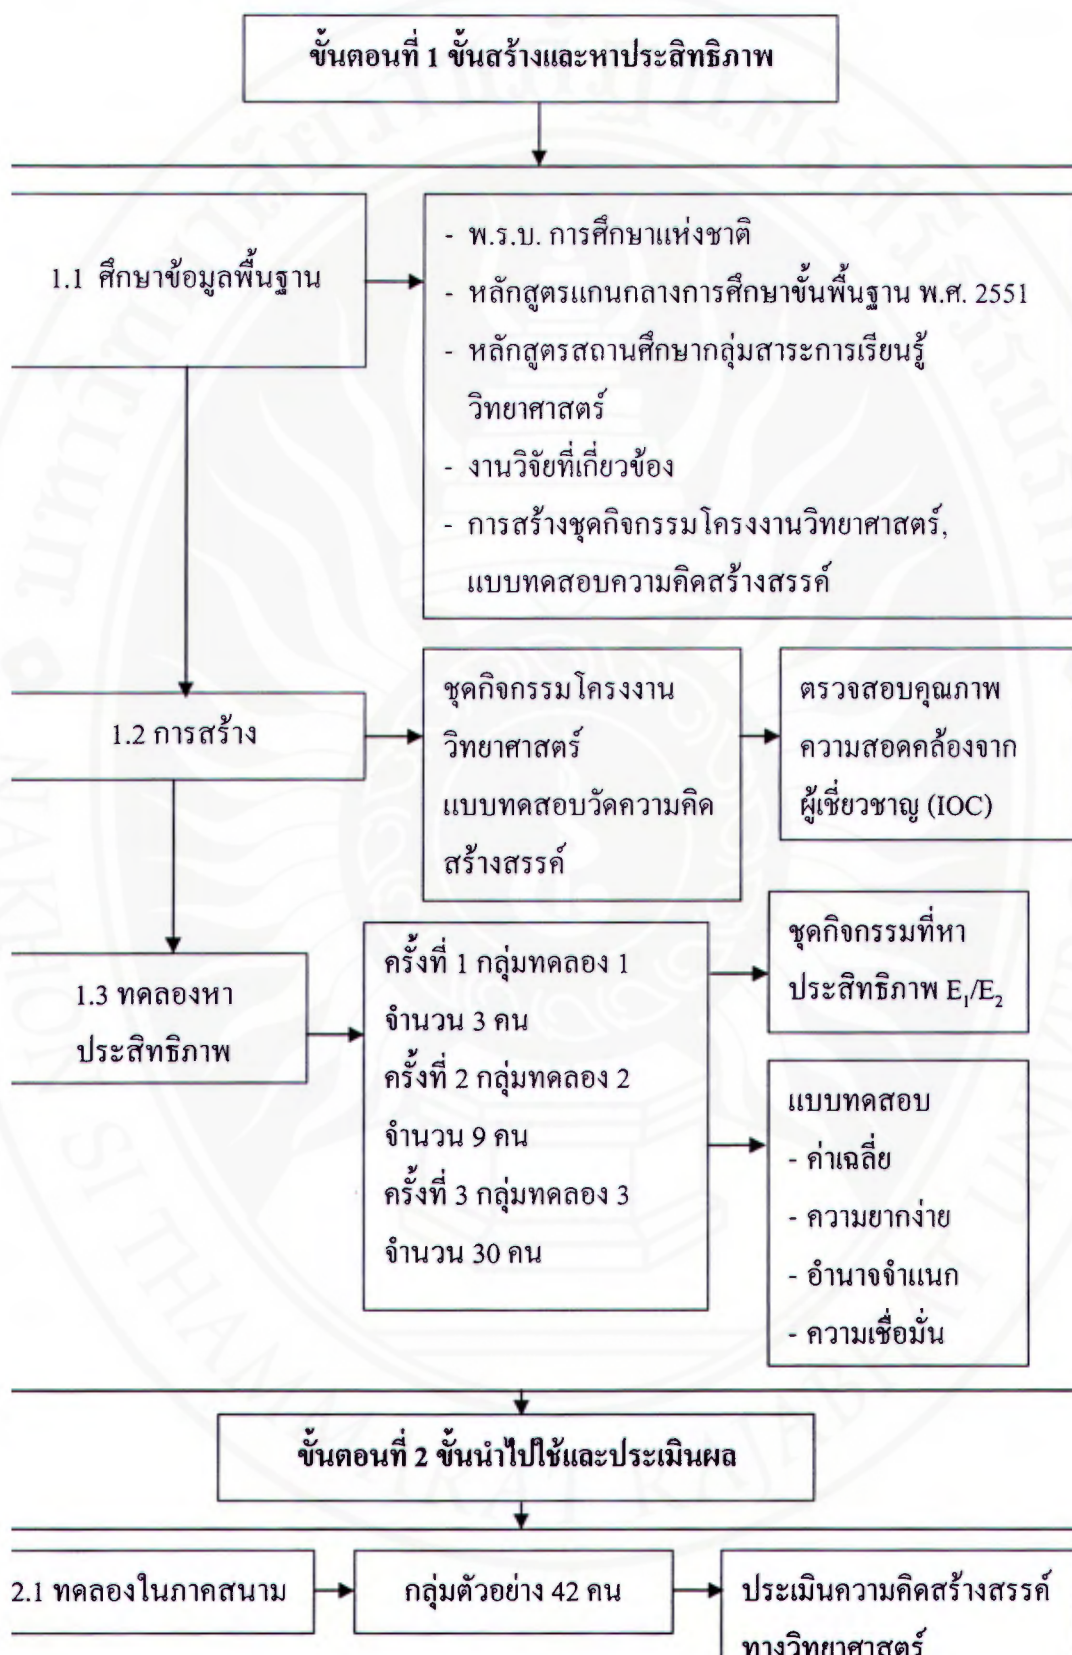 ขั้นตอนที่ 1 ขั้นสร้างและหาประสิทธิภาพ
1.1 ศึกษาข้อมูลพื้นฐาน
- พ.ร.บ. การศึกษาแห่งชาติ
- หลักสูตรแกนกลางการศึกษาขั้นพื้นฐาน พ.ศ. 2551
- หลักสูตรสถานศึกษากลุ่มสาระการเรียนรู้
วิทยาศาสตร์
- งานวิจัยที่เกี่ยวข้อง
- การสร้างชุดกิจกรรมโครงงานวิทยาศาสตร์,
แบบทดสอบความคิดสร้างสรรค์
1.2 การสร้าง
ชุดกิจกรรมโครงงาน
วิทยาศาสตร์
แบบทดสอบวัดความคิด
สร้างสรรค์
ตรวจสอบคุณภาพ
ความสอดคล้องจาก
ผู้เชี่ยวชาญ (IOC)
1.3 ทดลองหา
ประสิทธิภาพ
ครั้งที่ 1 กลุ่มทดลอง 1
จำนวน 3 คน
ครั้งที่ 2 กลุ่มทดลอง 2
จำนวน 9 คน
ครั้งที่ 3 กลุ่มทดลอง 3
จำนวน 30 คน
ชุดกิจกรรมที่หา
ประสิทธิภาพ E₁/E₂
แบบทดสอบ
- ค่าเฉลี่ย
- ความยากง่าย
- อำนาจจำแนก
- ความเชื่อมั่น
ขั้นตอนที่ 2 ขั้นนำไปใช้และประเมินผล
2.1 ทดลองในภาคสนาม
กลุ่มตัวอย่าง 42 คน
ประเมินความคิดสร้างสรรค์
ทางวิทยาศาสตร์